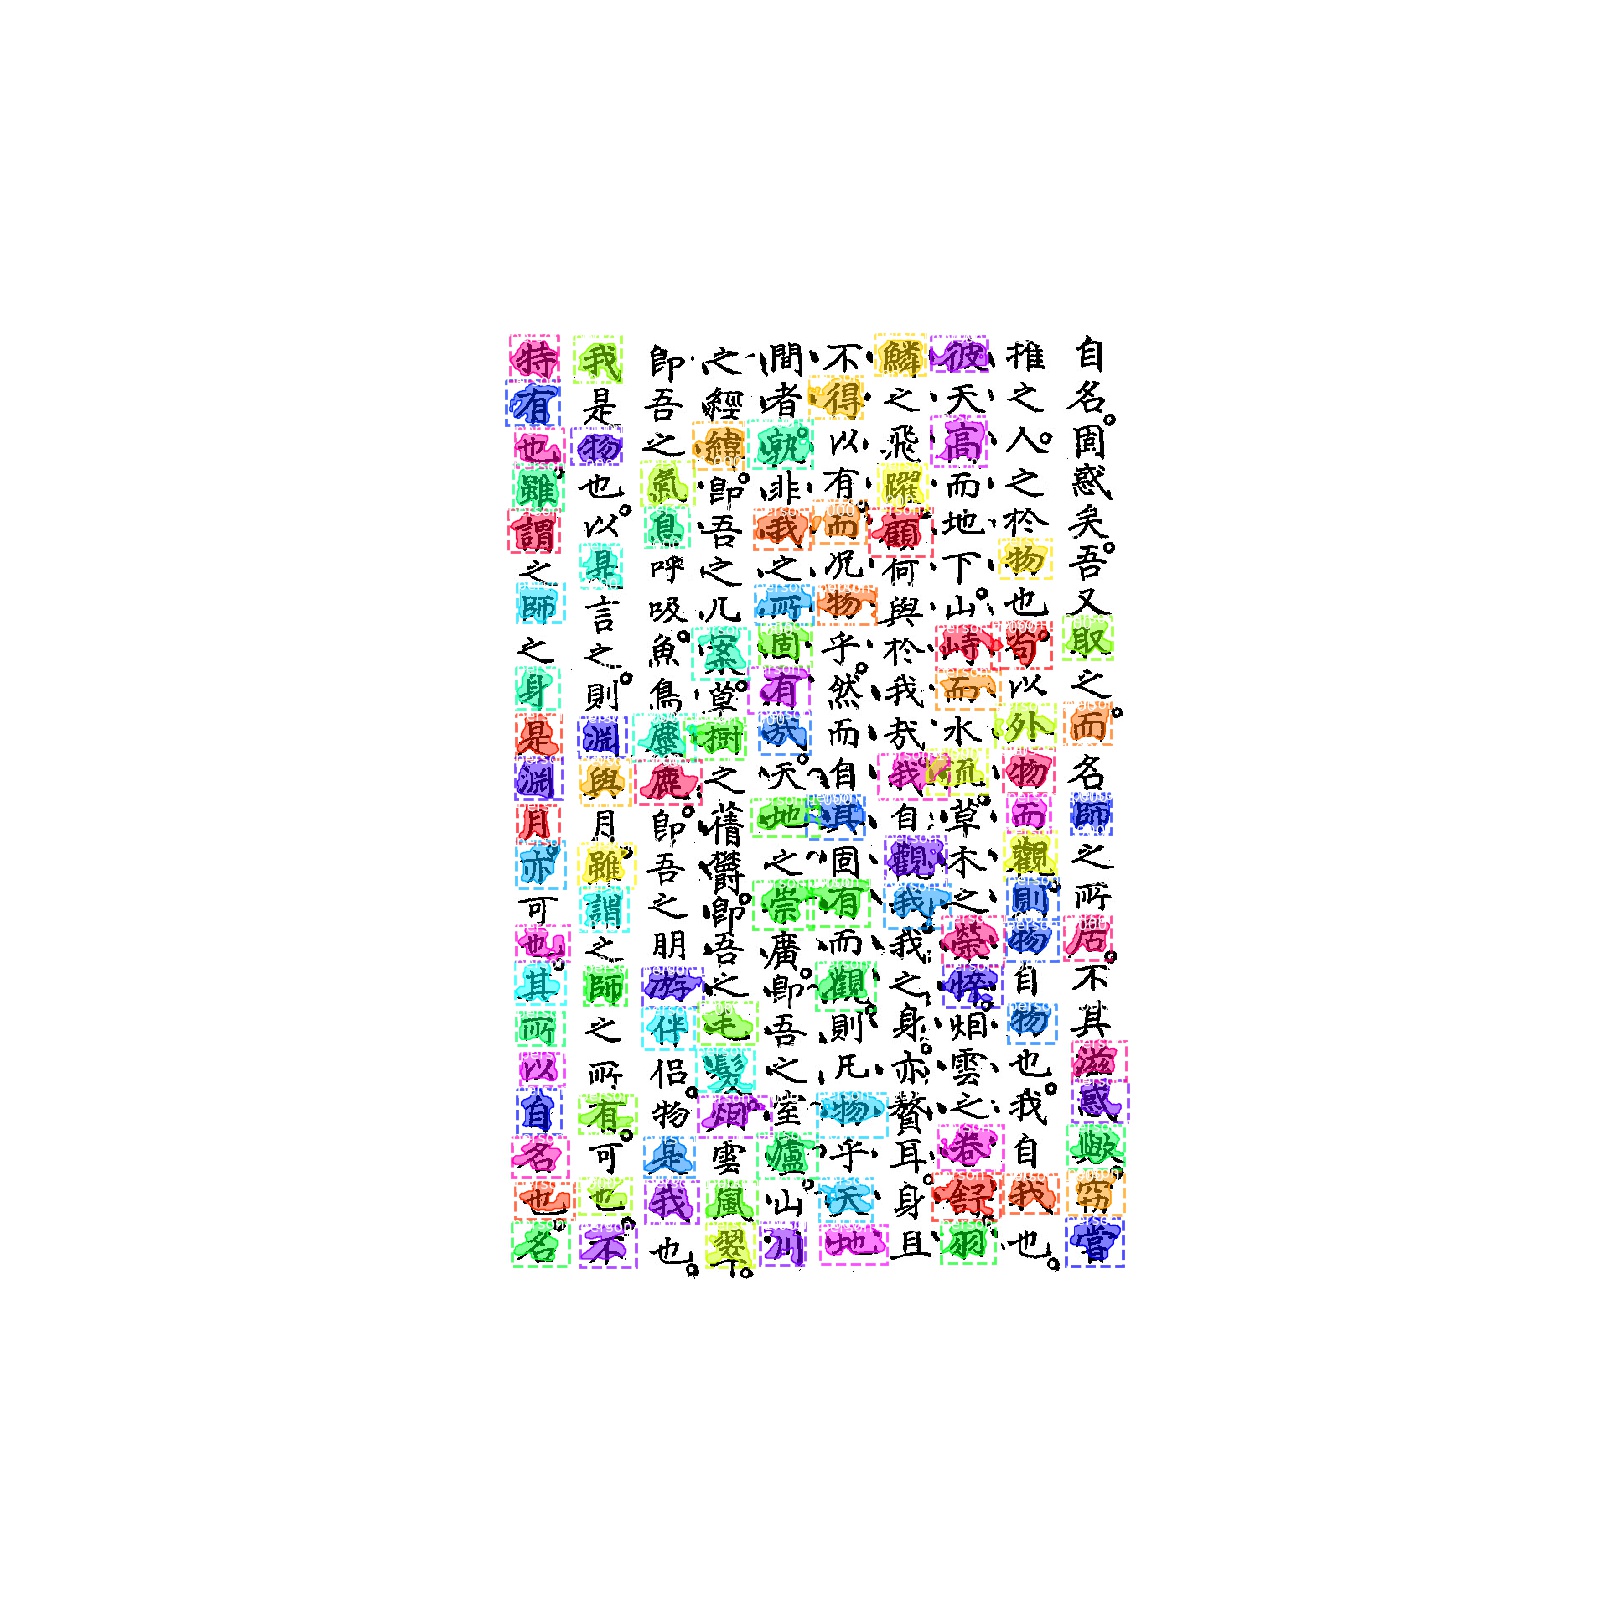 自名固惑矣吾又取之而名師之所居不其滋惑歟窃嘗
推之人之於物也苟以外物而觀則物自物也我自我也
彼天高而地下山峙而水流草木之榮悴烟雲之卷舒羽
鱗之飛躍顧何與於我哉我自觀我我之身亦贅耳身且
不得以有而况物乎然而自其固有而觀則凡物乎天地
間者孰非我之所固有哉天地之崇廣即吾之室廬山川
之經緯即吾之几案草樹之蒨欝即吾之毛髮烟雲風翠
即吾之氣息呼吸魚鳥麋鹿即吾之朋游伴侣物是我也
我是物也以是言之則淵與月雖謂之師之所有可也不
特有也雖謂之師之身是淵月亦可也其所以自名也名